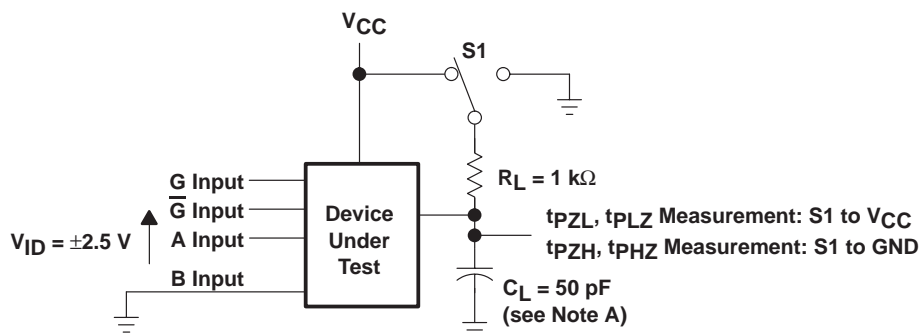 VCC
S1
RL = 1 kΩ
G Input
G̅ Input
A Input
B Input
VID = ±2.5 V
Device
Under
Test
tPZL, tPLZ Measurement: S1 to VCC
tPZH, tPHZ Measurement: S1 to GND
CL = 50 pF
(see Note A)